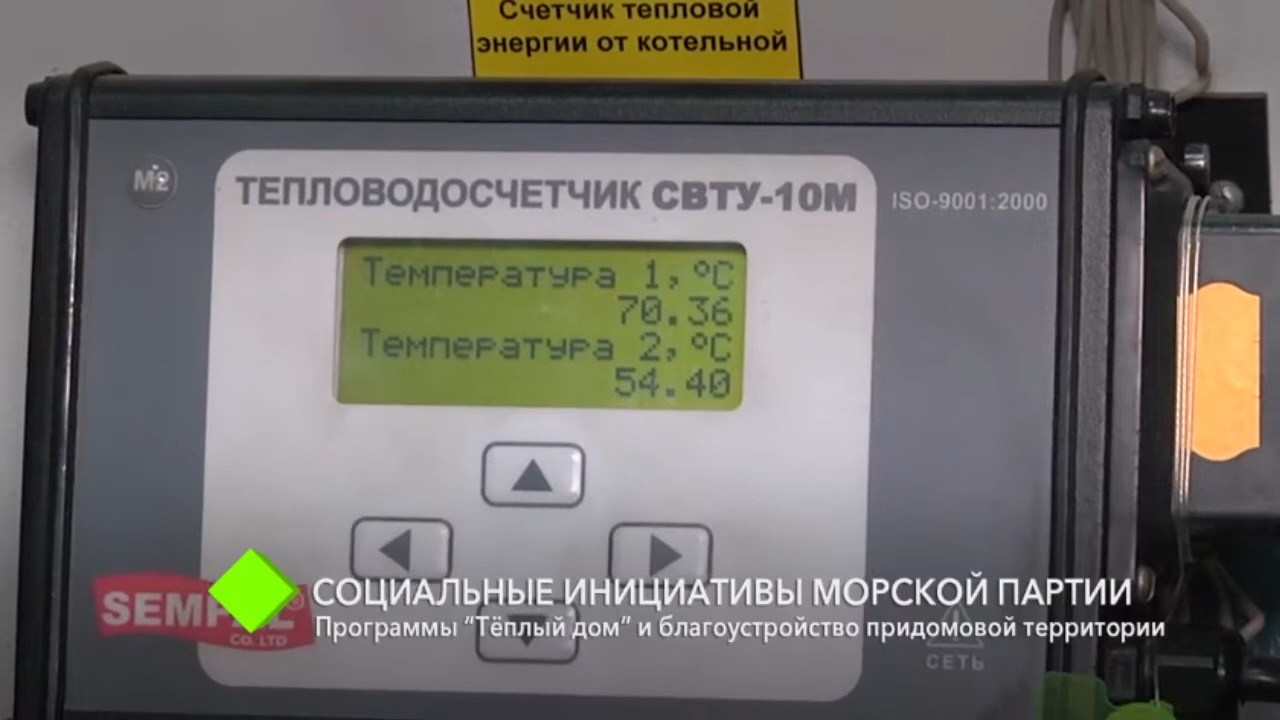 Счетчик тепловой
энергии от котельной
М2
ТЕПЛОВОДОСЧЕТЧИК СВТУ-10М
ISO-9001:2000
Температура 1,°C
70.36
Температура 2,°C
54.40
СОЦИАЛЬНЫЕ ИНИЦИАТИВЫ МОРСКОЙ ПАРТИИ
Программы “Тёплый дом” и благоустройство придомовой территории
SEMPAL®
CO. LTD
СЕТЬ